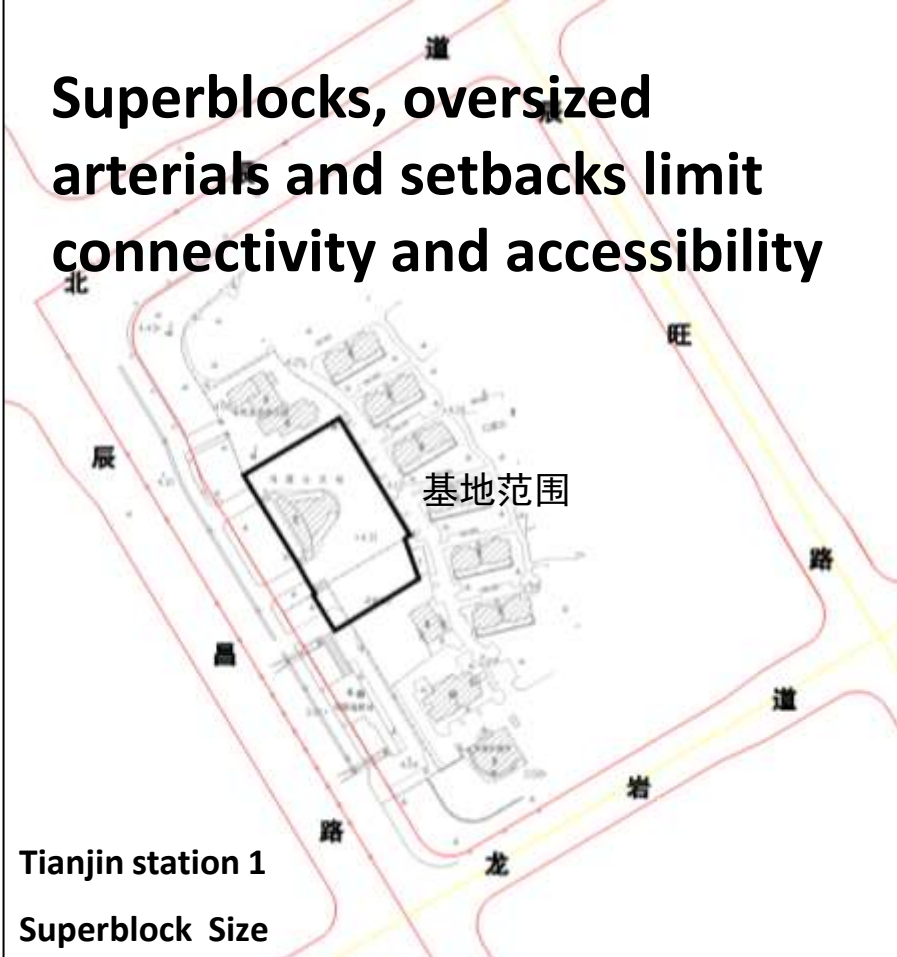 道
Superblocks, oversized
arterials and setbacks limit
connectivity and accessibility
辰
北
旺
辰
基地范围
路
昌
道
岩
路
龙
Tianjin station 1
Superblock Size